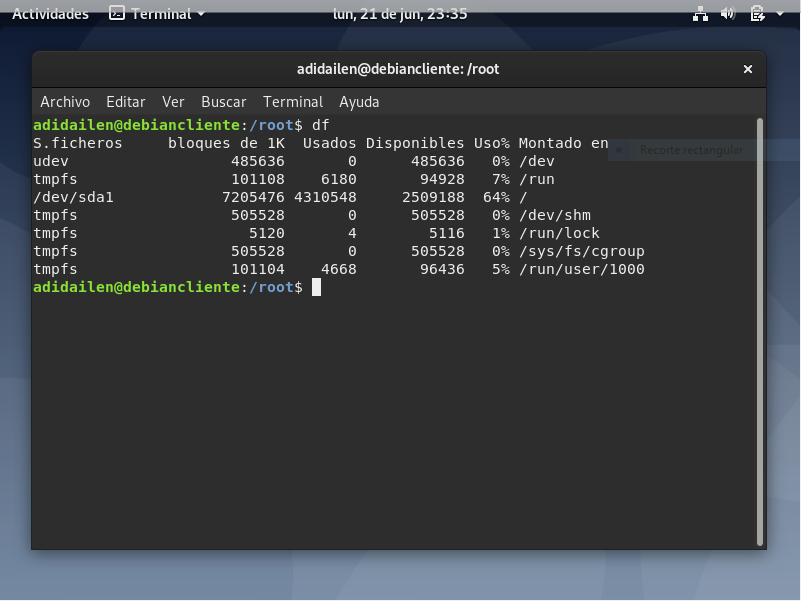 Actividades Terminal lun, 21 de jun, 23:35
adidailen@debiancliente: /root
Archivo Editar Ver Buscar Terminal Ayuda
adidailen@debiancliente:/root$ df
S.ficheros     bloques de 1K  Usados Disponibles Uso% Montado en
Recorte rectangular
udev                  485636       0      485636   0% /dev
tmpfs                 101108    6180       94928   7% /run
/dev/sda1            7205476 4310548     2509188  64% /
tmpfs                 505528       0      505528   0% /dev/shm
tmpfs                   5120       4        5116   1% /run/lock
tmpfs                 505528       0      505528   0% /sys/fs/cgroup
tmpfs                 101104    4668       96436   5% /run/user/1000
adidailen@debiancliente:/root$